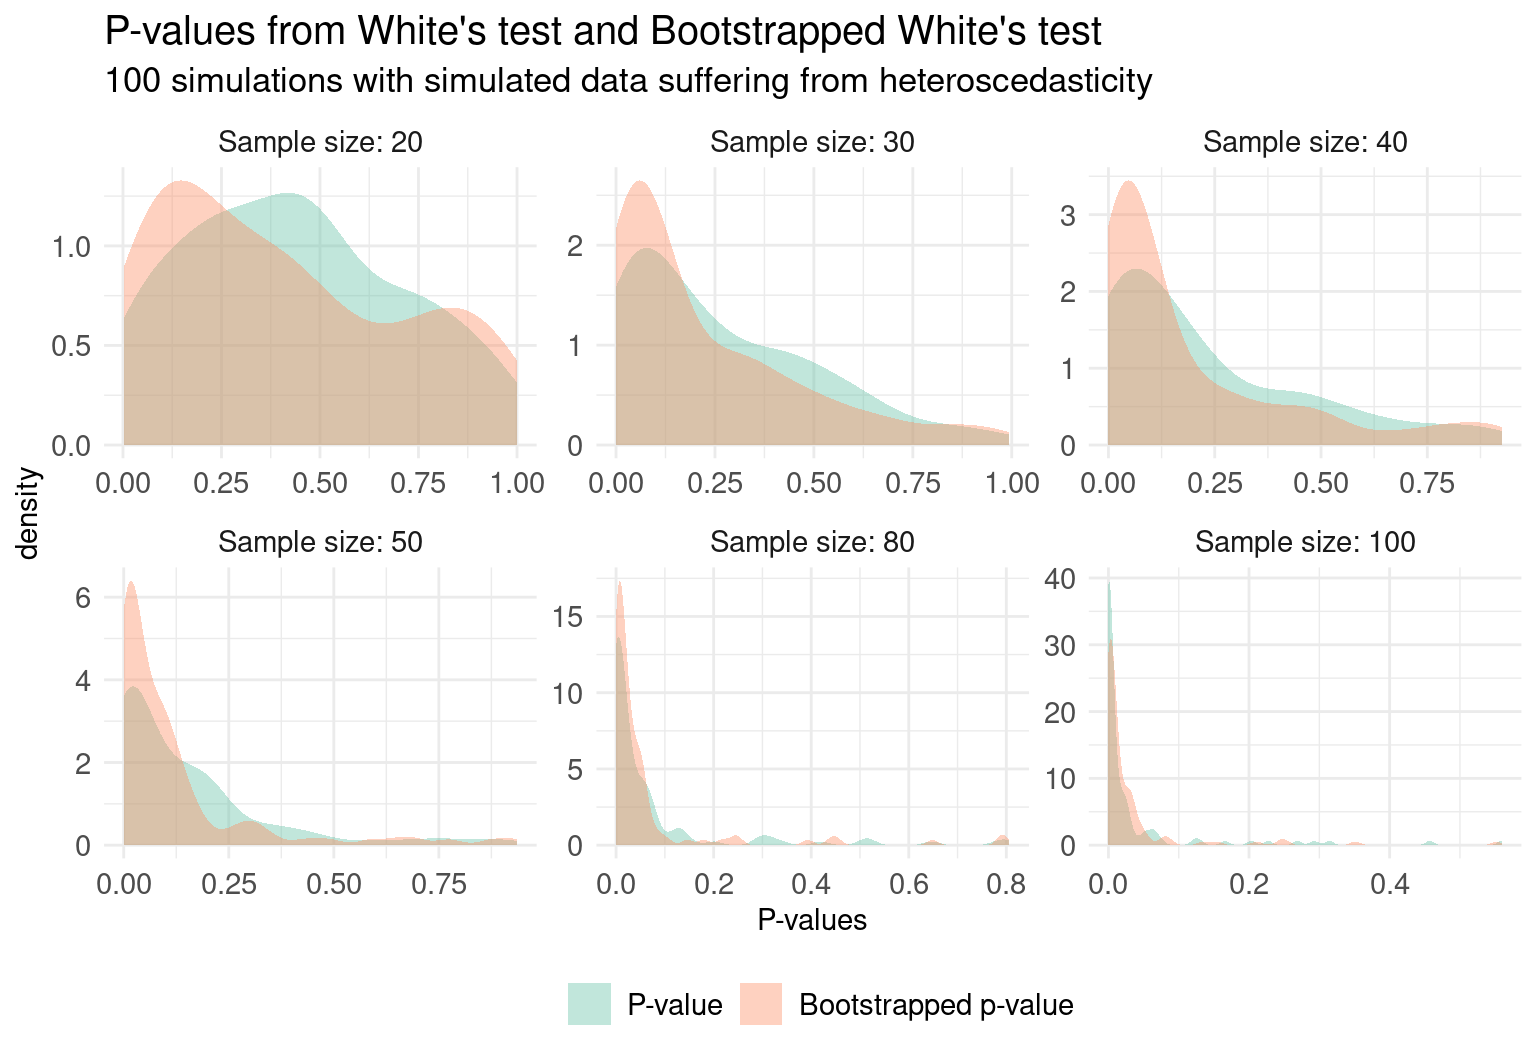 P-values from White's test and Bootstrapped White's test
100 simulations with simulated data suffering from heteroscedasticity
Sample size: 20
Sample size: 30
Sample size: 40
1.0
0.5
0.0
0.00 0.25 0.50 0.75 1.00
2
1
0
0.00 0.25 0.50 0.75 1.00
3
2
1
0
0.00 0.25 0.50 0.75
density
Sample size: 50
Sample size: 80
Sample size: 100
6
4
2
0
0.00 0.25 0.50 0.75
15
10
5
0
0.0 0.2 0.4 0.6 0.8
40
30
20
10
0
0.0 0.2 0.4
P-values
P-value
Bootstrapped p-value